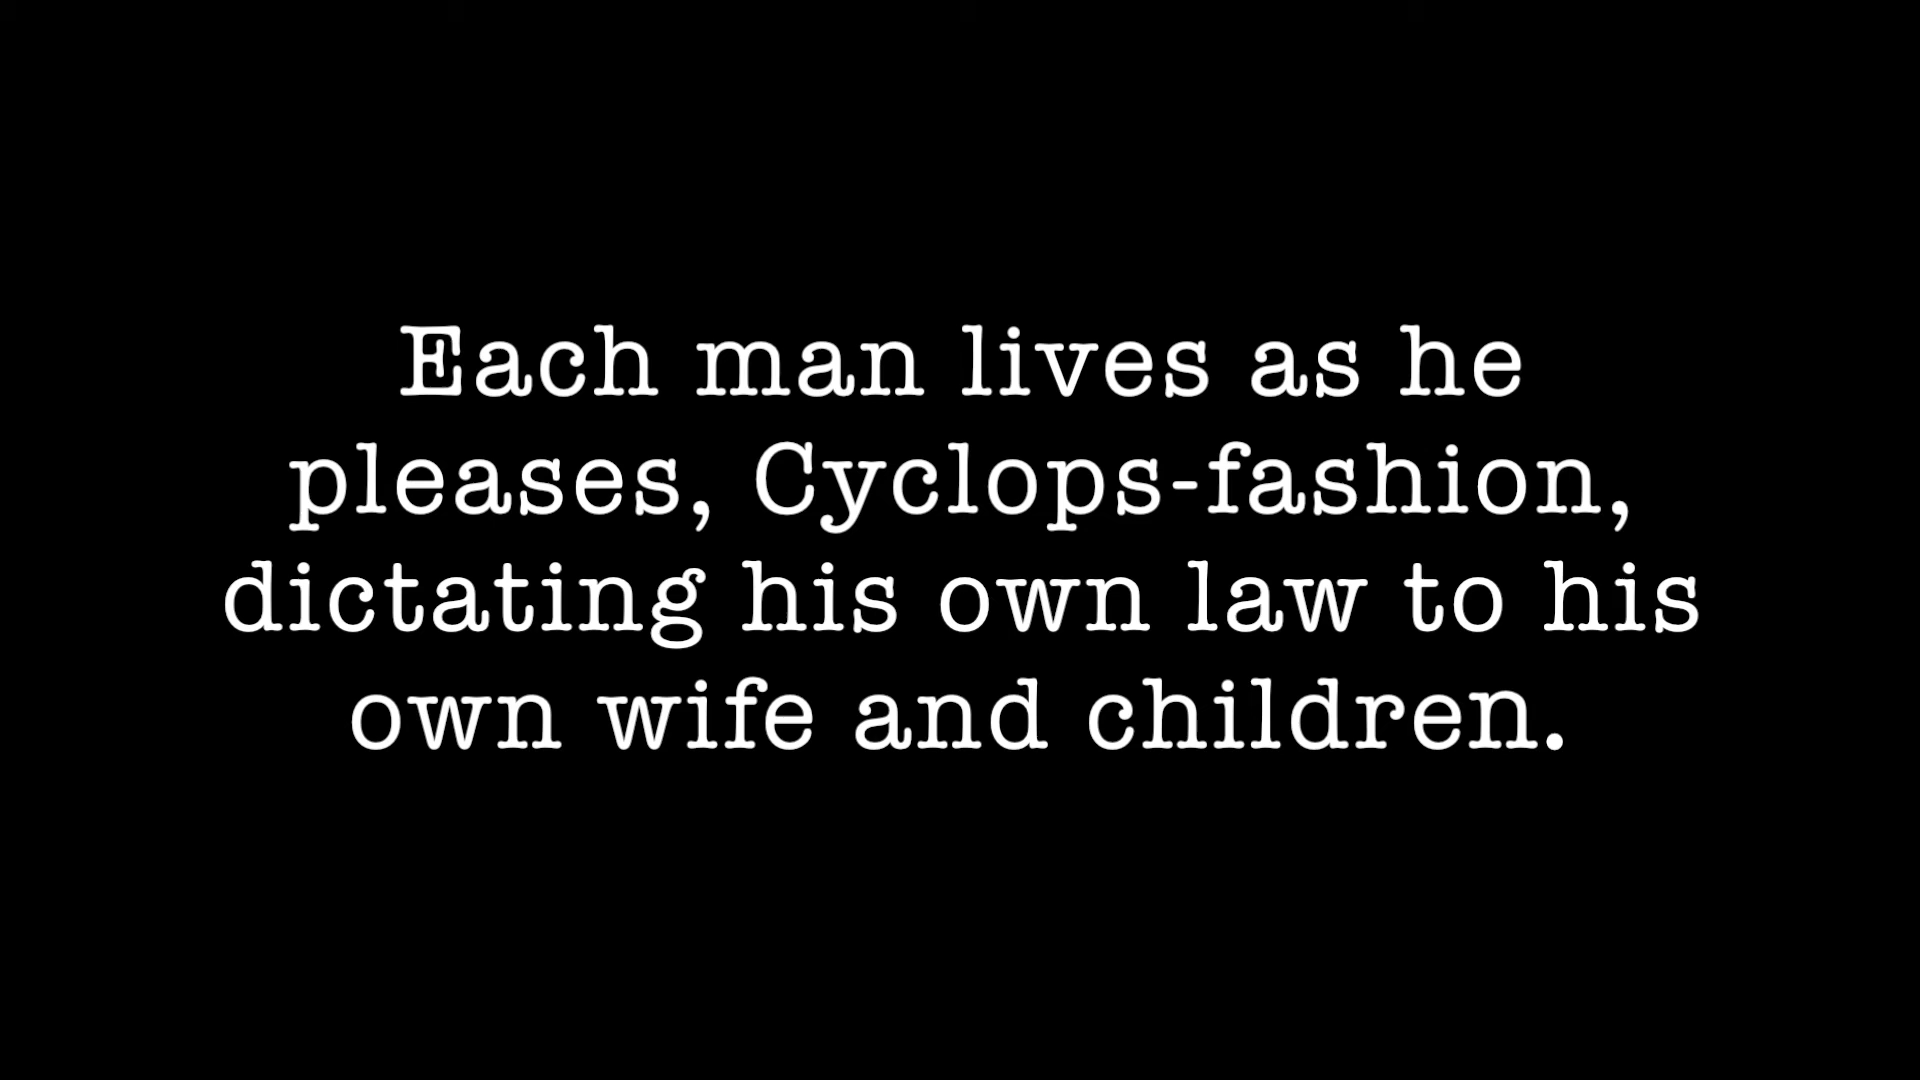 Each man lives as he
pleases, Cyclops-fashion,
dictating his own law to his
own wife and children.